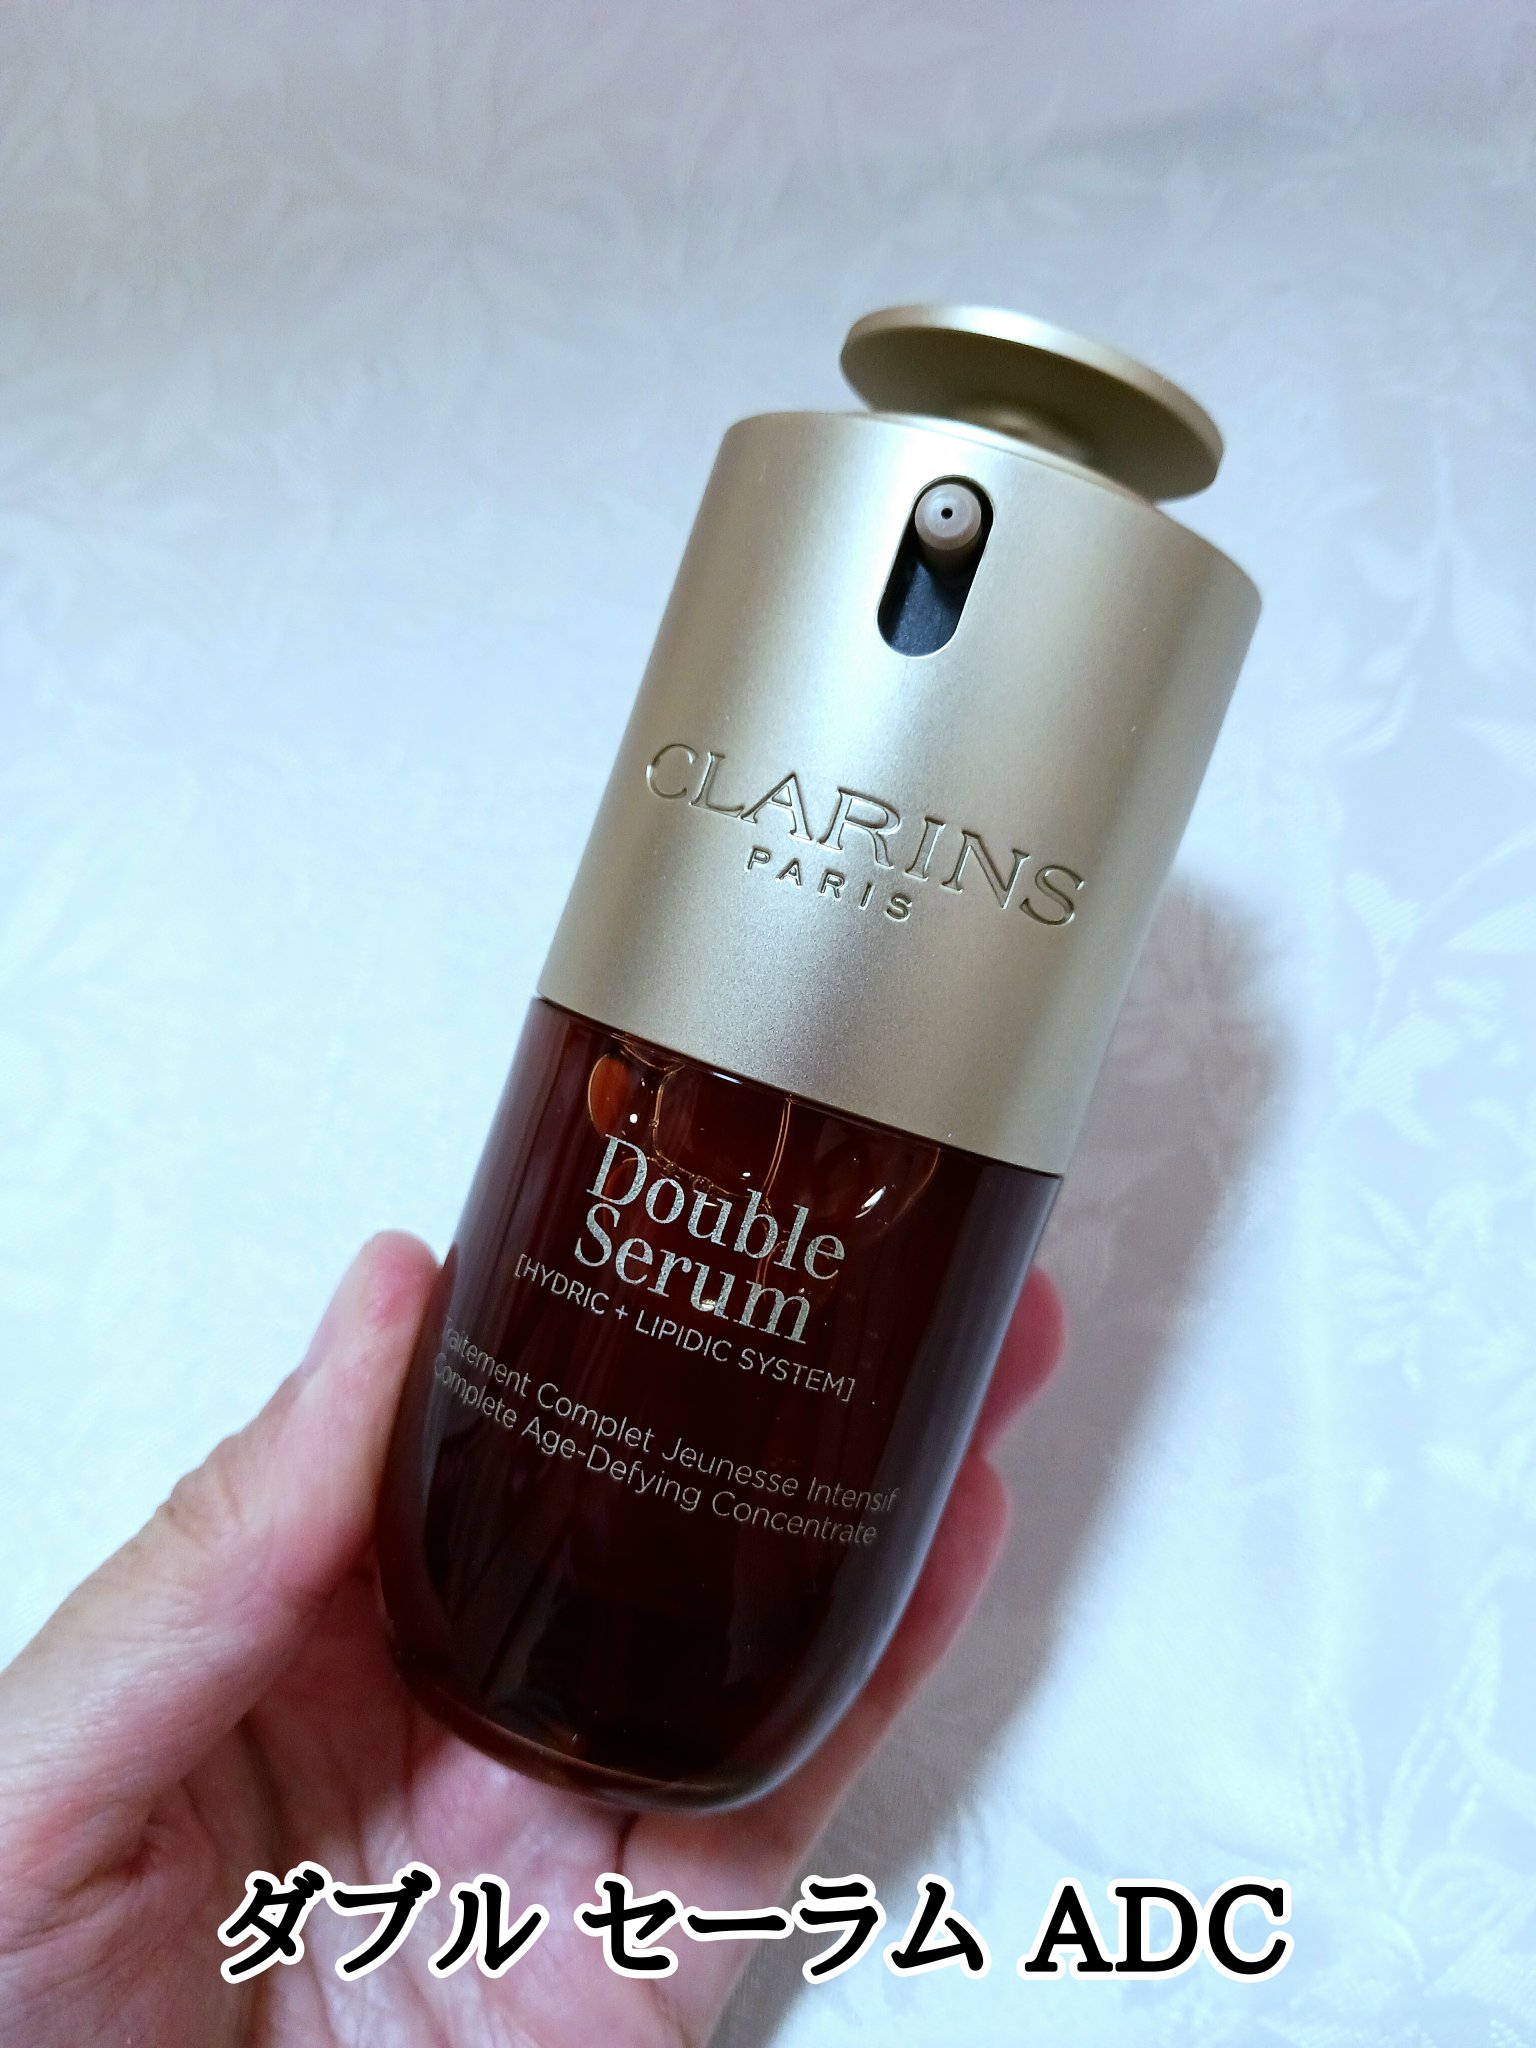 CLARINS
PARIS
Double
Serum
[HYDRIC + LIPIDIC SYSTEM]
Traitement Complet Jeunesse Intensif
Complete Age-Defying Concentrate
ダブル セーラム ADC